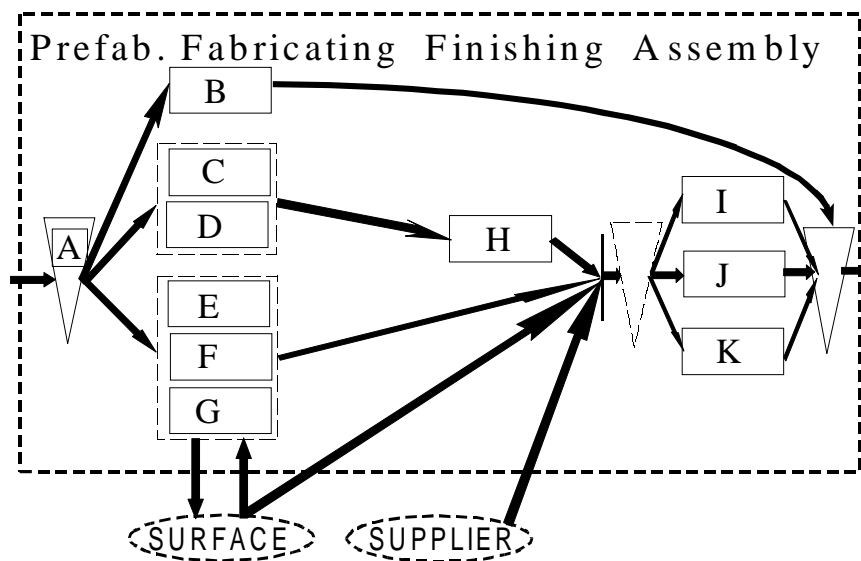 Prefab. Fabricating Finishing Assembly
B
C
D
A
E
F
G
H
I
J
K
SURFACE SUPPLIER